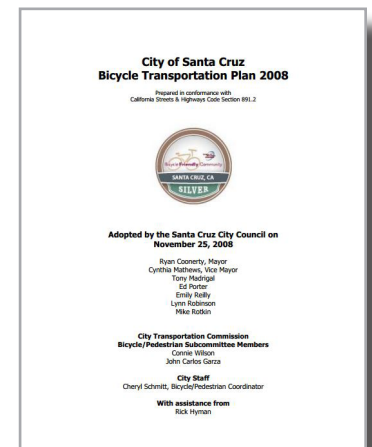 City of Santa Cruz
Bicycle Transportation Plan 2008
Prepared in conformance with
California Streets & Highways Code Section 891.2
Bicycle Friendly Community
SANTA CRUZ, CA
SILVER
Adopted by the Santa Cruz City Council on
November 25, 2008
Ryan Coonerty, Mayor
Cynthia Mathews, Vice Mayor
Tony Madrigal
Ed Porter
Emily Reilly
Lynn Robinson
Mike Rotkin
City Transportation Commission
Bicycle/Pedestrian Subcommittee Members
Connie Wilson
John Carlos Garza
City Staff
Cheryl Schmitt, Bicycle/Pedestrian Coordinator
With assistance from
Rick Hyman